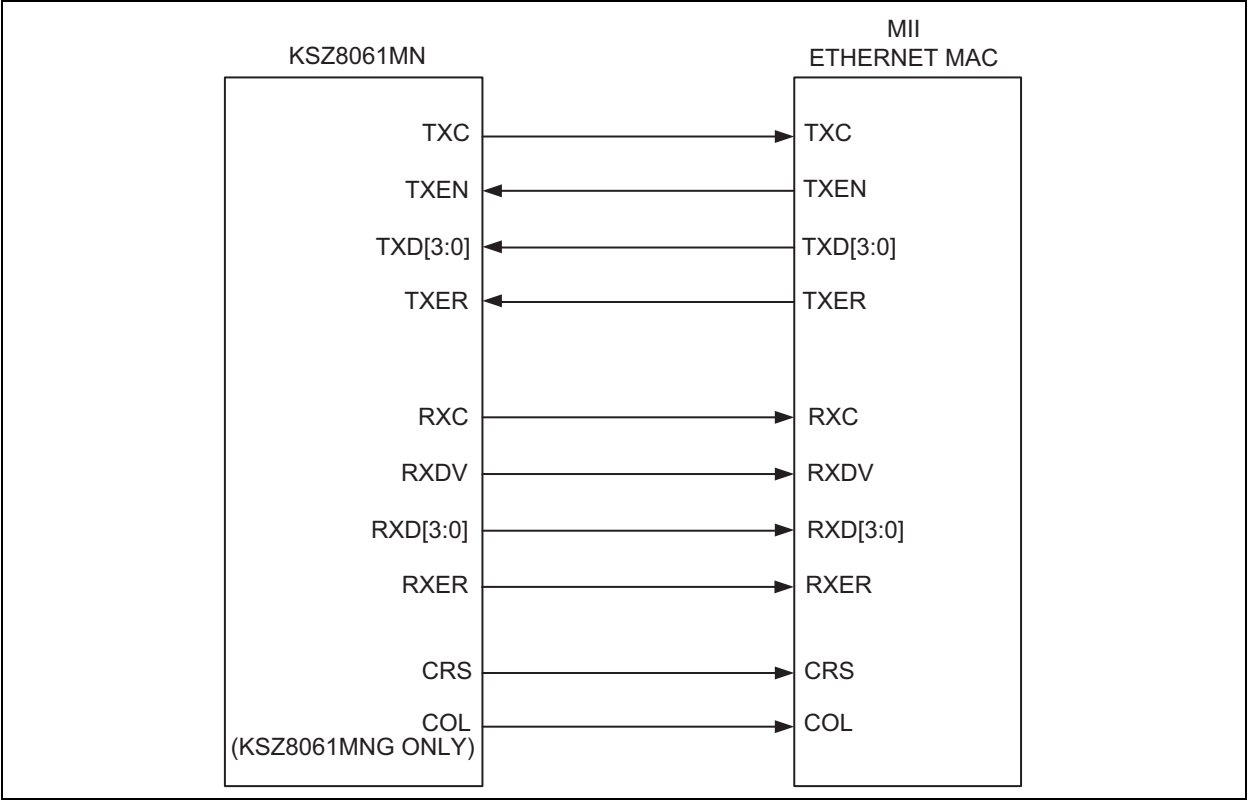 KSZ8061MN
MII
ETHERNET MAC
TXC
TXC
TXEN
TXEN
TXD[3:0]
TXD[3:0]
TXER
TXER
RXC
RXC
RXDV
RXDV
RXD[3:0]
RXD[3:0]
RXER
RXER
CRS
CRS
COL
COL
(KSZ8061MNG ONLY)